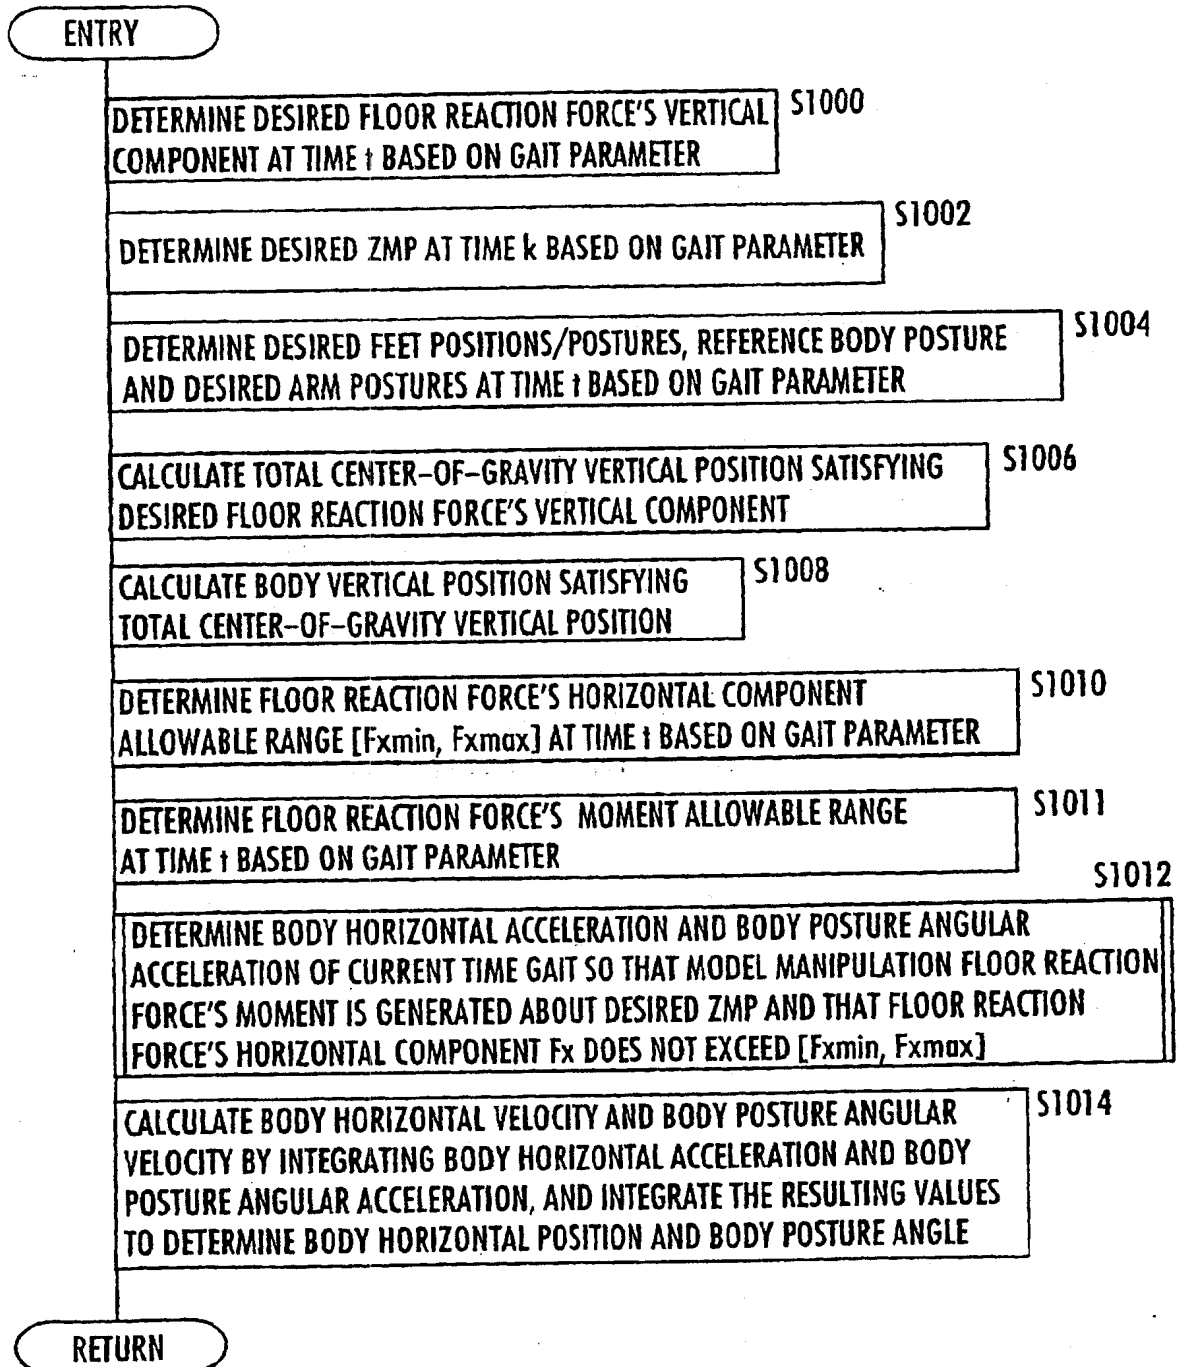 ENTRY
DETERMINE DESIRED FLOOR REACTION FORCE'S VERTICAL
COMPONENT AT TIME t BASED ON GAIT PARAMETER
S1000
DETERMINE DESIRED ZMP AT TIME k BASED ON GAIT PARAMETER
S1002
DETERMINE DESIRED FEET POSITIONS/POSTURES, REFERENCE BODY POSTURE
AND DESIRED ARM POSTURES AT TIME t BASED ON GAIT PARAMETER
S1004
CALCULATE TOTAL CENTER-OF-GRAVITY VERTICAL POSITION SATISFYING
DESIRED FLOOR REACTION FORCE'S VERTICAL COMPONENT
S1006
CALCULATE BODY VERTICAL POSITION SATISFYING
TOTAL CENTER-OF-GRAVITY VERTICAL POSITION
S1008
DETERMINE FLOOR REACTION FORCE'S HORIZONTAL COMPONENT
ALLOWABLE RANGE [Fxmin, Fxmax] AT TIME t BASED ON GAIT PARAMETER
S1010
DETERMINE FLOOR REACTION FORCE'S MOMENT ALLOWABLE RANGE
AT TIME t BASED ON GAIT PARAMETER
S1011
S1012
DETERMINE BODY HORIZONTAL ACCELERATION AND BODY POSTURE ANGULAR
ACCELERATION OF CURRENT TIME GAIT SO THAT MODEL MANIPULATION FLOOR REACTION
FORCE'S MOMENT IS GENERATED ABOUT DESIRED ZMP AND THAT FLOOR REACTION
FORCE'S HORIZONTAL COMPONENT Fx DOES NOT EXCEED [Fxmin, Fxmax]
CALCULATE BODY HORIZONTAL VELOCITY AND BODY POSTURE ANGULAR
VELOCITY BY INTEGRATING BODY HORIZONTAL ACCELERATION AND BODY
POSTURE ANGULAR ACCELERATION, AND INTEGRATE THE RESULTING VALUES
TO DETERMINE BODY HORIZONTAL POSITION AND BODY POSTURE ANGLE
S1014
RETURN